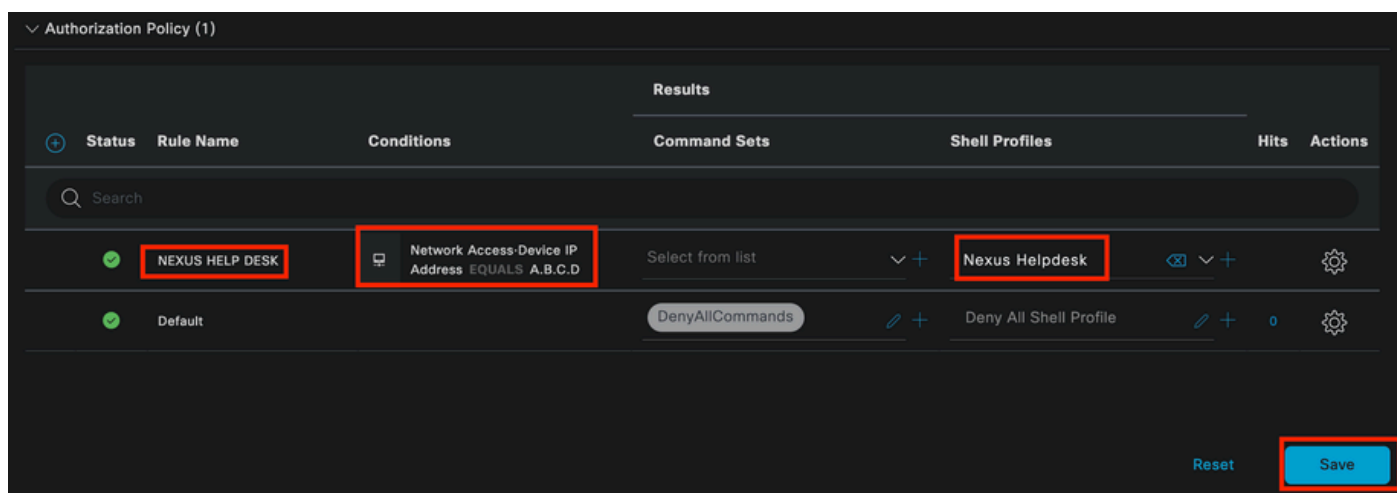 Authorization Policy (1)
Results
Status Rule Name Conditions Command Sets Shell Profiles Hits Actions
Search
NEXUS HELP DESK Network Access·Device IP Address EQUALS A.B.C.D Select from list Nexus Helpdesk
Default DenyAllCommands Deny All Shell Profile 0
Reset Save